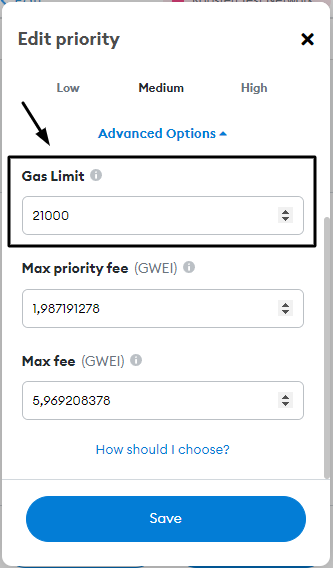 Edit priority
Low Medium High
Advanced Options
Gas Limit
21000
Max priority fee (GWEI)
1,987191278
Max fee (GWEI)
5,969208378
How should I choose?
Save